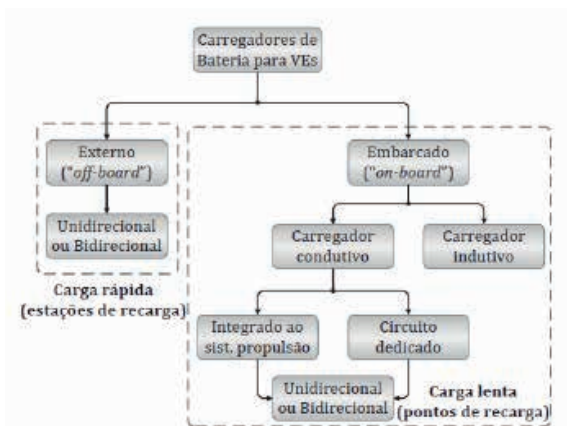 Carregadores de
Bateria para VEs
Externo
("off-board")
Embarcado
("on-board")
Unidirecional
ou Bidirecional
Carregador
condutivo
Carregador
indutivo
Carga rápida
(estações de recarga)
Integrado ao
sist. propulsão
Circuito
dedicado
Unidirecional
ou Bidirecional
Carga lenta
(pontos de recarga)